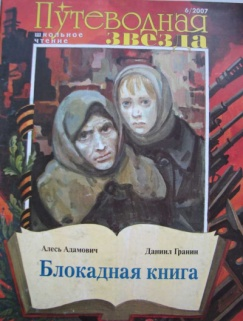 Путеводная
школьное
чтение
звезда
6/2007
Алесь Адамович
Даниил Гранин
Блокадная книга